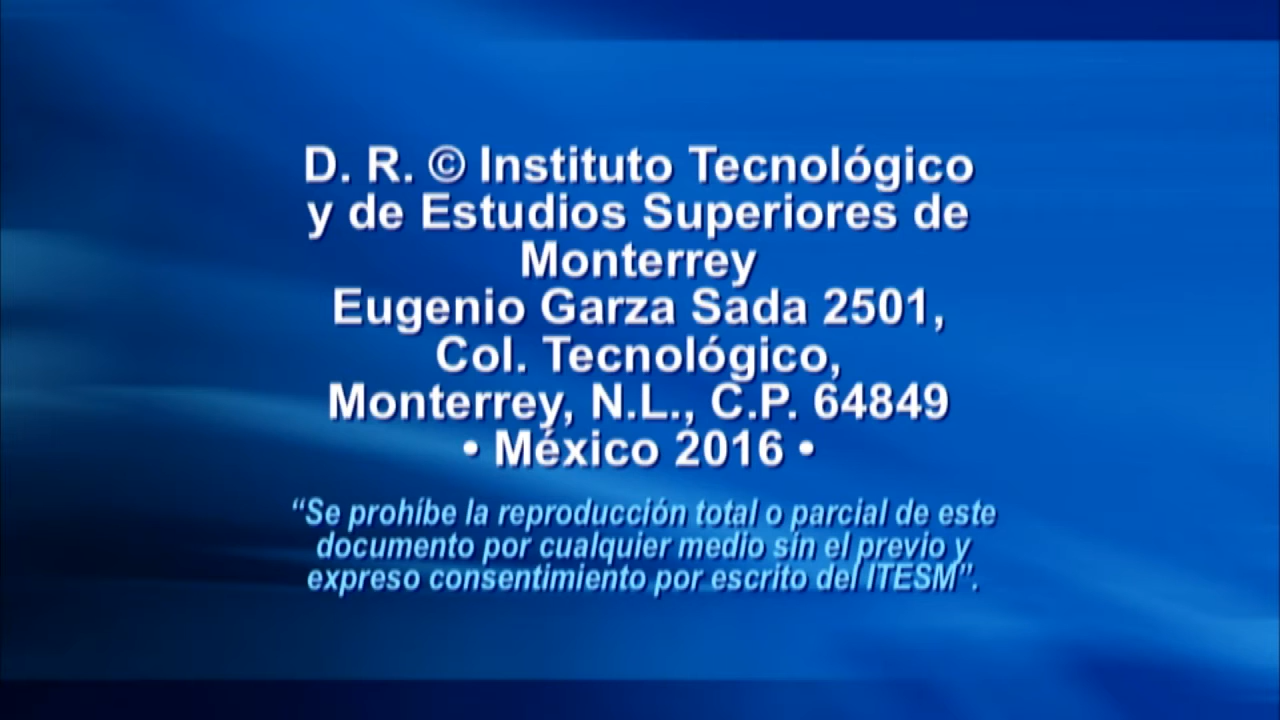 D. R. © Instituto Tecnológico
y de Estudios Superiores de
Monterrey
Eugenio Garza Sada 2501,
Col. Tecnológico,
Monterrey, N.L., C.P. 64849
• México 2016 •
“Se prohíbe la reproducción total o parcial de este
documento por cualquier medio sin el previo y
expreso consentimiento por escrito del ITESM”.